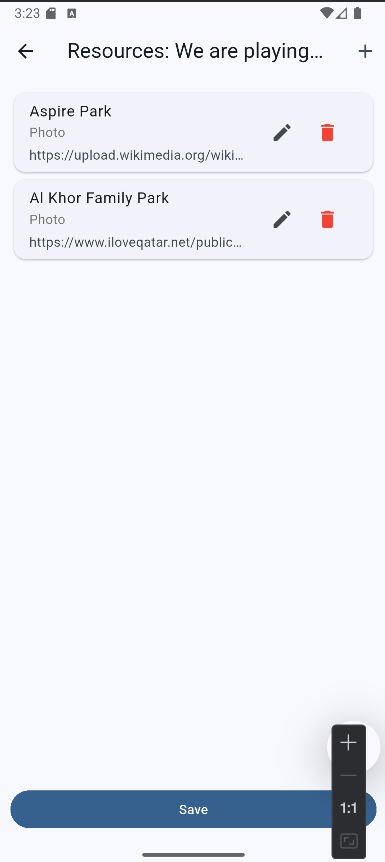 3:23
Resources: We are playing...
Aspire Park
Photo
https://upload.wikimedia.org/wiki...
Al Khor Family Park
Photo
https://www.iloveqatar.net/public...
Save
1:1